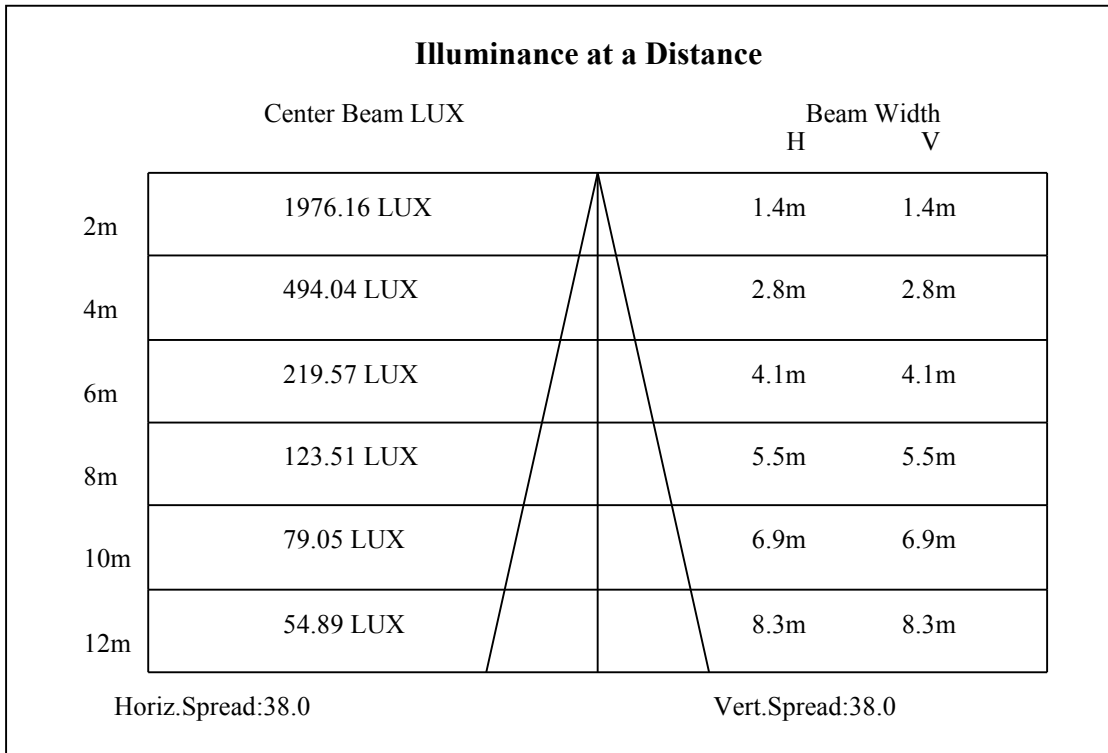 Illuminance at a Distance
Center Beam LUX Beam Width
H V
2m 1976.16 LUX 1.4m 1.4m
4m 494.04 LUX 2.8m 2.8m
6m 219.57 LUX 4.1m 4.1m
8m 123.51 LUX 5.5m 5.5m
10m 79.05 LUX 6.9m 6.9m
12m 54.89 LUX 8.3m 8.3m
Horiz.Spread:38.0 Vert.Spread:38.0